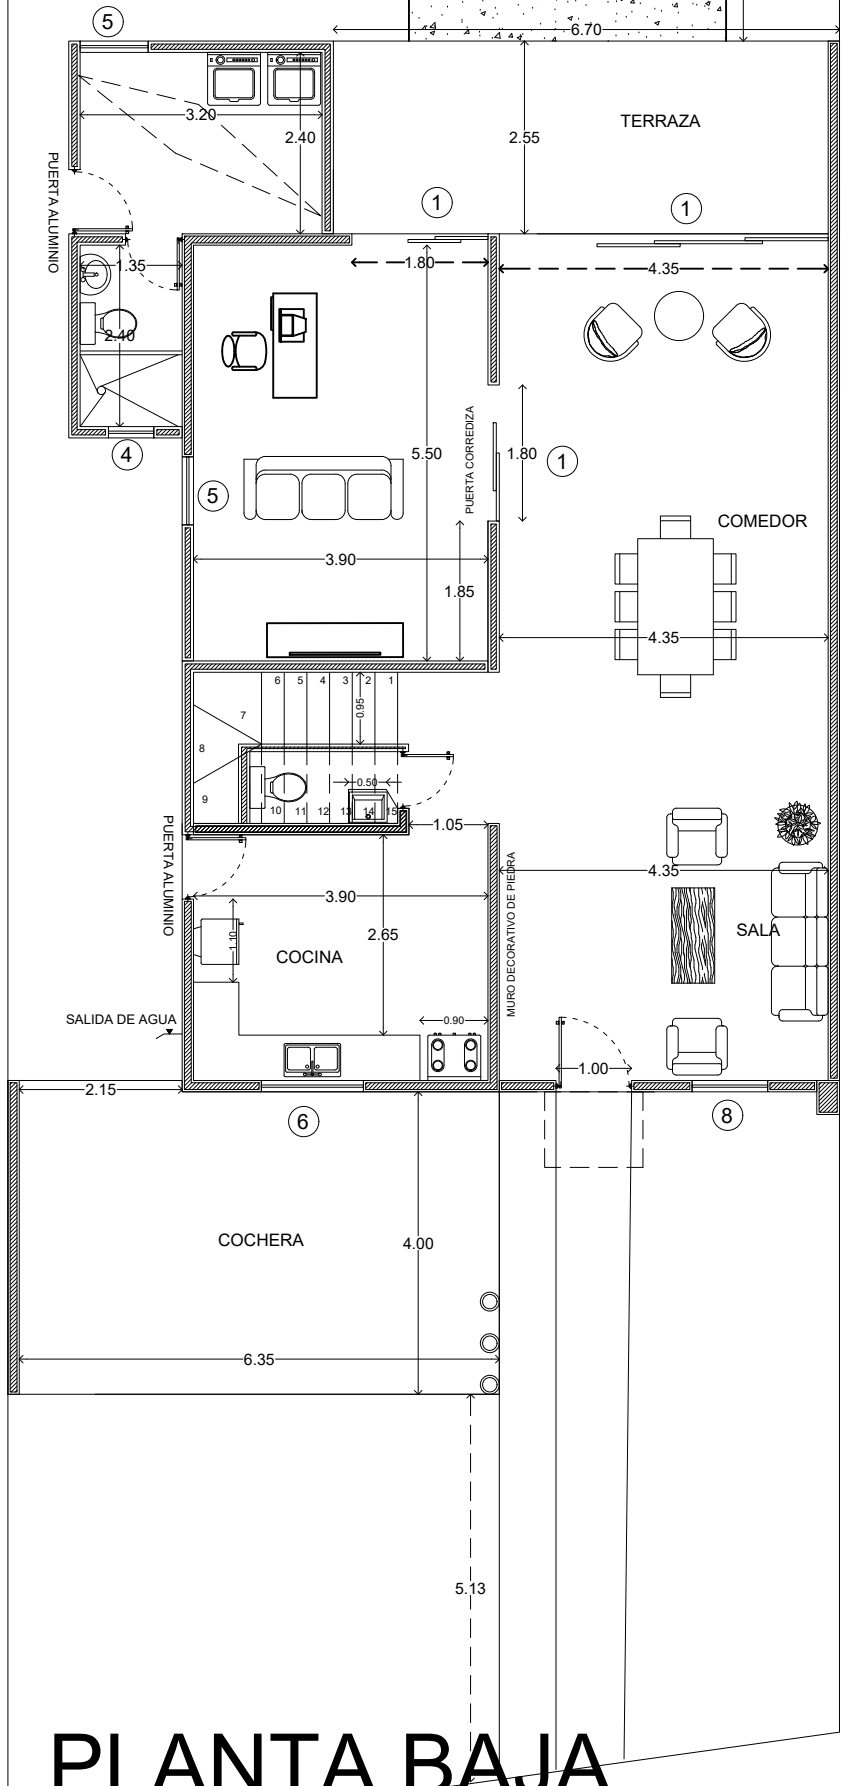 5
6.70
3.20
2.40
2.55
TERRAZA
PUERTA ALUMINIO
1
1
1.35
1.80
4.35
2.40
4
5
5.50
PUERTA CORREDIZA
1.80
1
COMEDOR
3.90
1.85
4.35
6 5 4 3 2 1
7
0.95
8
9
0.50
10 11 12 13 14 15
1.05
PUERTA ALUMINIO
3.90
4.35
MURO DECORATIVO DE PIEDRA
1.10
2.65
COCINA
SALA
SALIDA DE AGUA
0.90
1.00
2.15
6
8
COCHERA
4.00
6.35
5.13
PLANTA BAJA